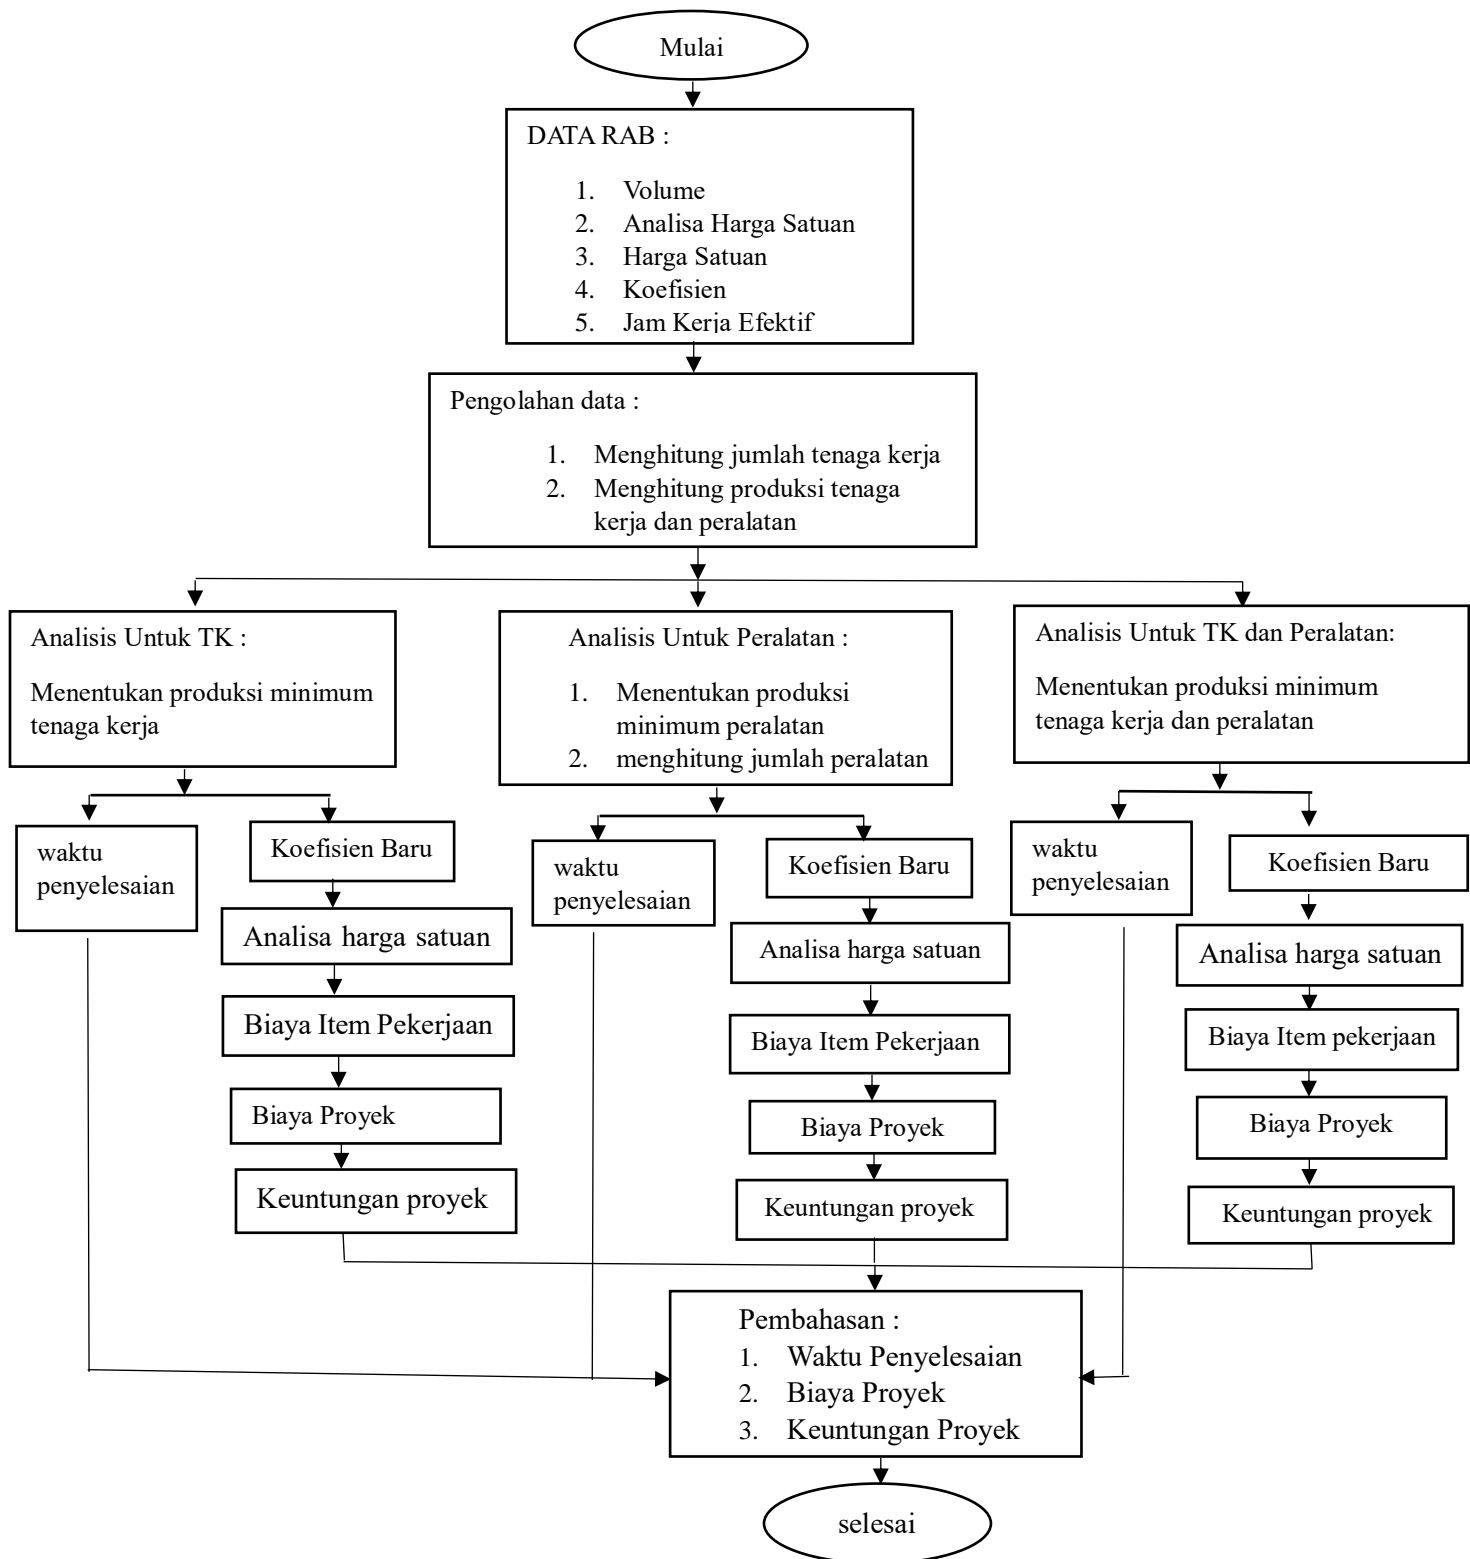 Mulai
DATA RAB :
1. Volume
2. Analisa Harga Satuan
3. Harga Satuan
4. Koefisien
5. Jam Kerja Efektif
Pengolahan data :
1. Menghitung jumlah tenaga kerja
2. Menghitung produksi tenaga
kerja dan peralatan
Analisis Untuk TK :
Menentukan produksi minimum
tenaga kerja
Analisis Untuk Peralatan :
1. Menentukan produksi
minimum peralatan
2. menghitung jumlah peralatan
Analisis Untuk TK dan Peralatan:
Menentukan produksi minimum
tenaga kerja dan peralatan
waktu
penyelesaian
Koefisien Baru
Analisa harga satuan
Biaya Item Pekerjaan
Biaya Proyek
Keuntungan proyek
waktu
penyelesaian
Koefisien Baru
Analisa harga satuan
Biaya Item Pekerjaan
Biaya Proyek
Keuntungan proyek
waktu
penyelesaian
Koefisien Baru
Analisa harga satuan
Biaya Item pekerjaan
Biaya Proyek
Keuntungan proyek
Pembahasan :
1. Waktu Penyelesaian
2. Biaya Proyek
3. Keuntungan Proyek
selesai